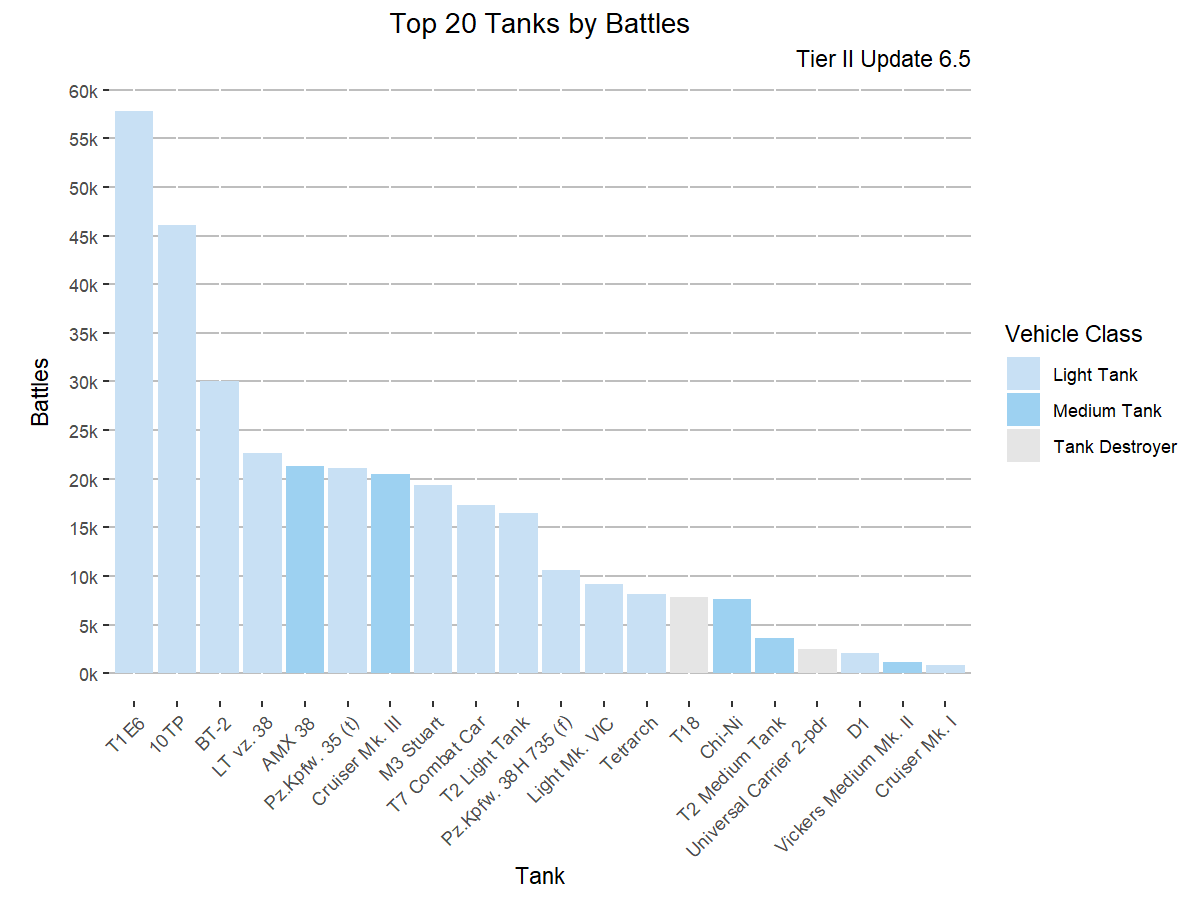 Top 20 Tanks by Battles
Tier II Update 6.5
60k
55k
50k
45k
40k
35k
30k
25k
20k
15k
10k
5k
0k
Battles
T1E6
10TP
BT-2
LT vz. 38
AMX 38
Pz.Kpfw. 35 (t)
Cruiser Mk. III
M3 Stuart
T7 Combat Car
T2 Light Tank
Pz.Kpfw. 38H 735 (f)
Light Mk. VIC
Tetrarch
T18
Chi-Ni
T2 Medium Tank
Universal Carrier 2-pdr
D1
Vickers Medium Mk. II
Cruiser Mk. I
Tank
Vehicle Class
Light Tank
Medium Tank
Tank Destroyer